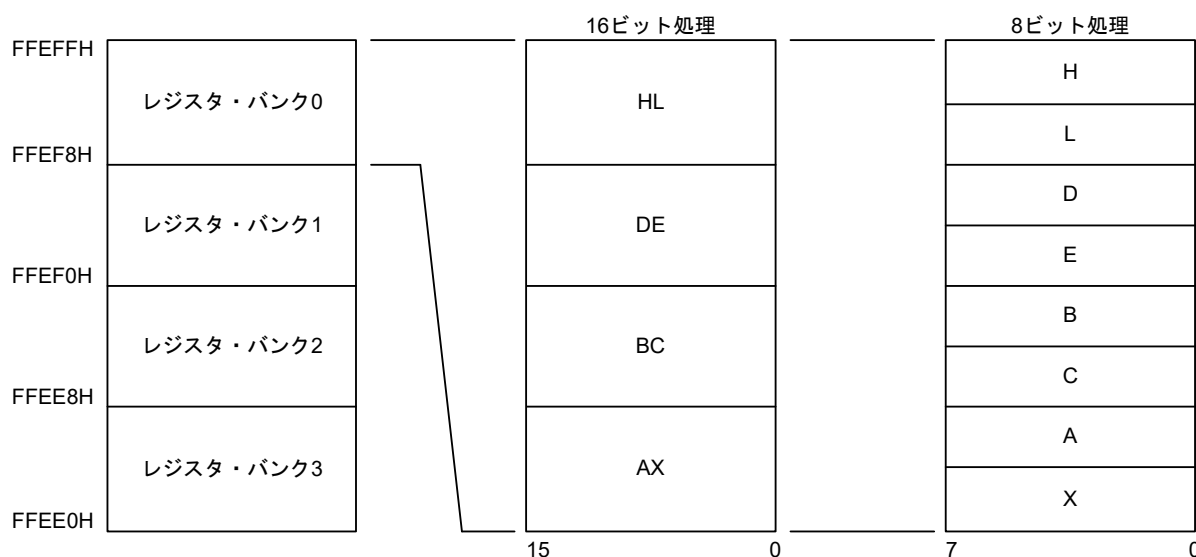 16ビット処理
8ビット処理
FFEFFH
レジスタ・バンク0
HL
H
L
FFEF8H
レジスタ・バンク1
DE
D
E
FFEF0H
レジスタ・バンク2
BC
B
C
FFEE8H
レジスタ・バンク3
AX
A
X
FFEE0H
15 0
7 0